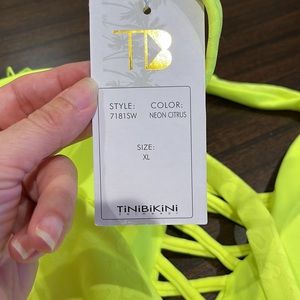 TB
STYLE: COLOR:
7181SW NEON CITRUS
SIZE:
XL
TINIBIKINI